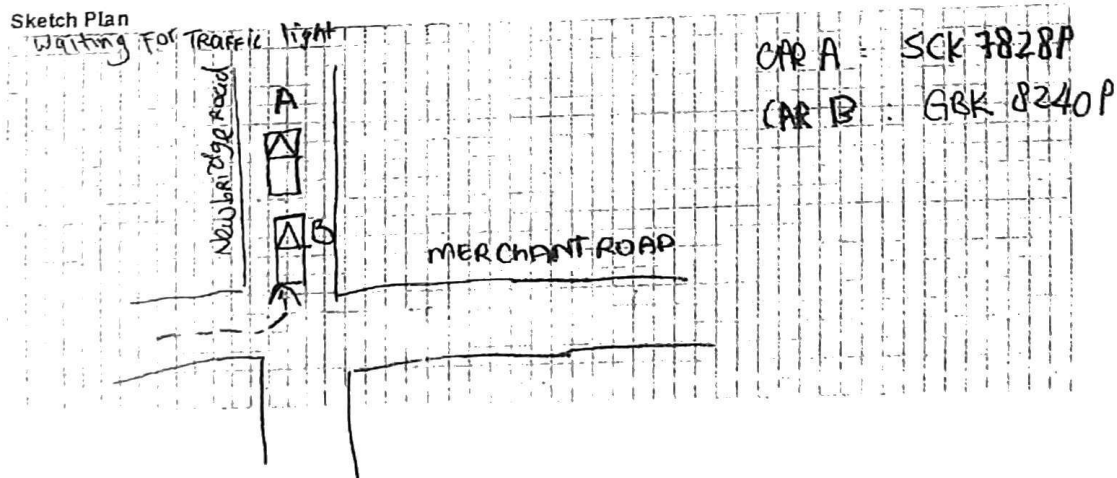 Sketch Plan
Waiting For TRAFFIC light
CAR A : SCK 7828P
CAR B : GBK 8240P
Newbridge Road
A
B
MERCHANT ROAD